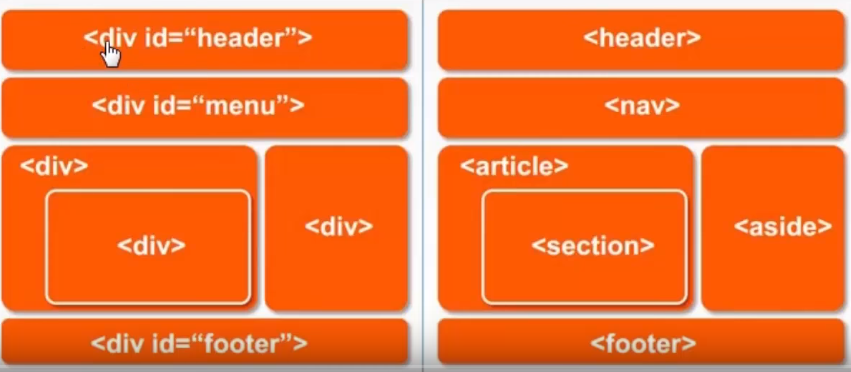 <div id=“header”>
<div id=“menu”>
<div>
<div>
<div>
<div id=“footer”>
<header>
<nav>
<article>
<section>
<aside>
<footer>